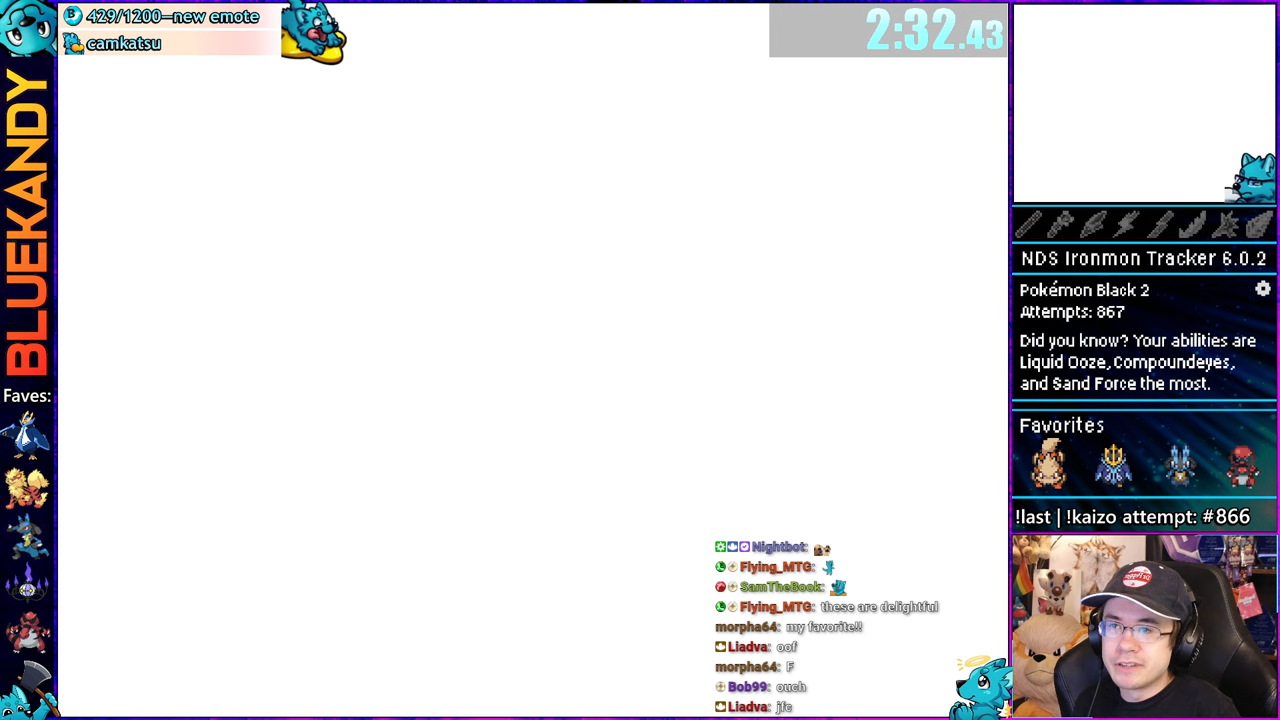 429/1200—new emote
camkatsu
2:32.43
BLUEKANDY
Faves:
NDS Ironmon Tracker 6.0.2
Pokémon Black 2
Attempts: 867
Did you know? Your abilities are
Liquid Ooze, Compoundeyes,
and Sand Force the most.
Favorites
!last | !kaizo attempt: #866
Nightbot:
Flying_MTG:
SamTheBook:
Flying_MTG: these are delightful
morpha64: my favorite!!
Liadva: oof
morpha64: F
Bob99: ouch
Liadva: jfc